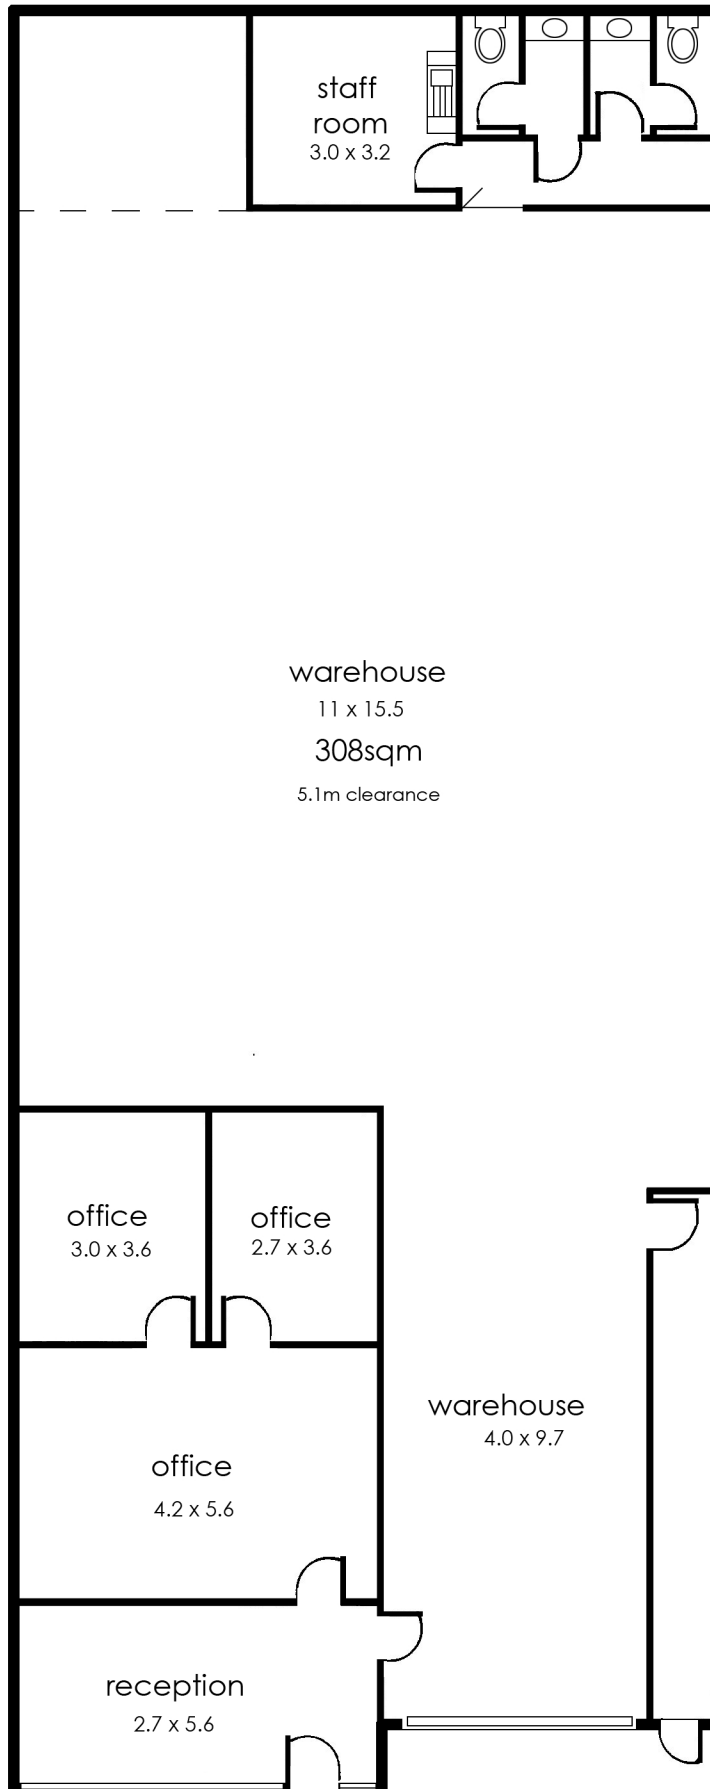 staff
room
3.0 x 3.2
warehouse
11 x 15.5
308sqm
5.1m clearance
office
3.0 x 3.6
office
2.7 x 3.6
warehouse
4.0 x 9.7
office
4.2 x 5.6
reception
2.7 x 5.6